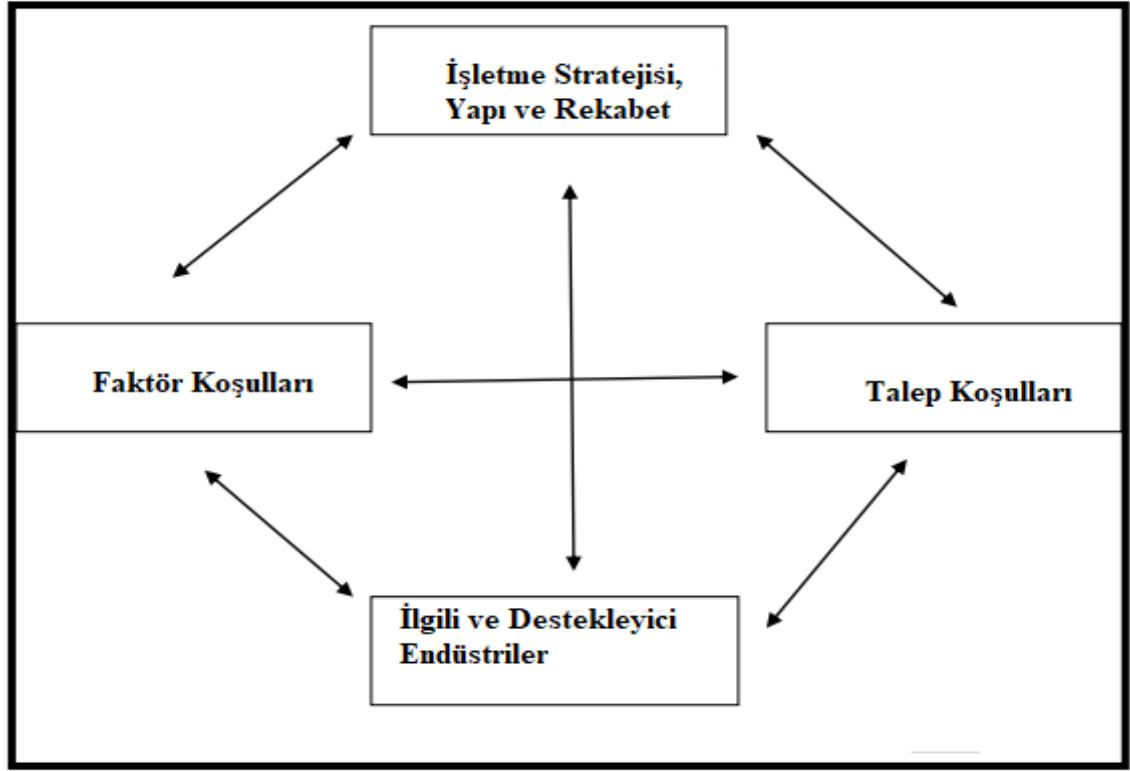 İşletme Stratejisi,
Yapı ve Rekabet
Faktör Koşulları
Talep Koşulları
İlgili ve Destekleyici
Endüstriler